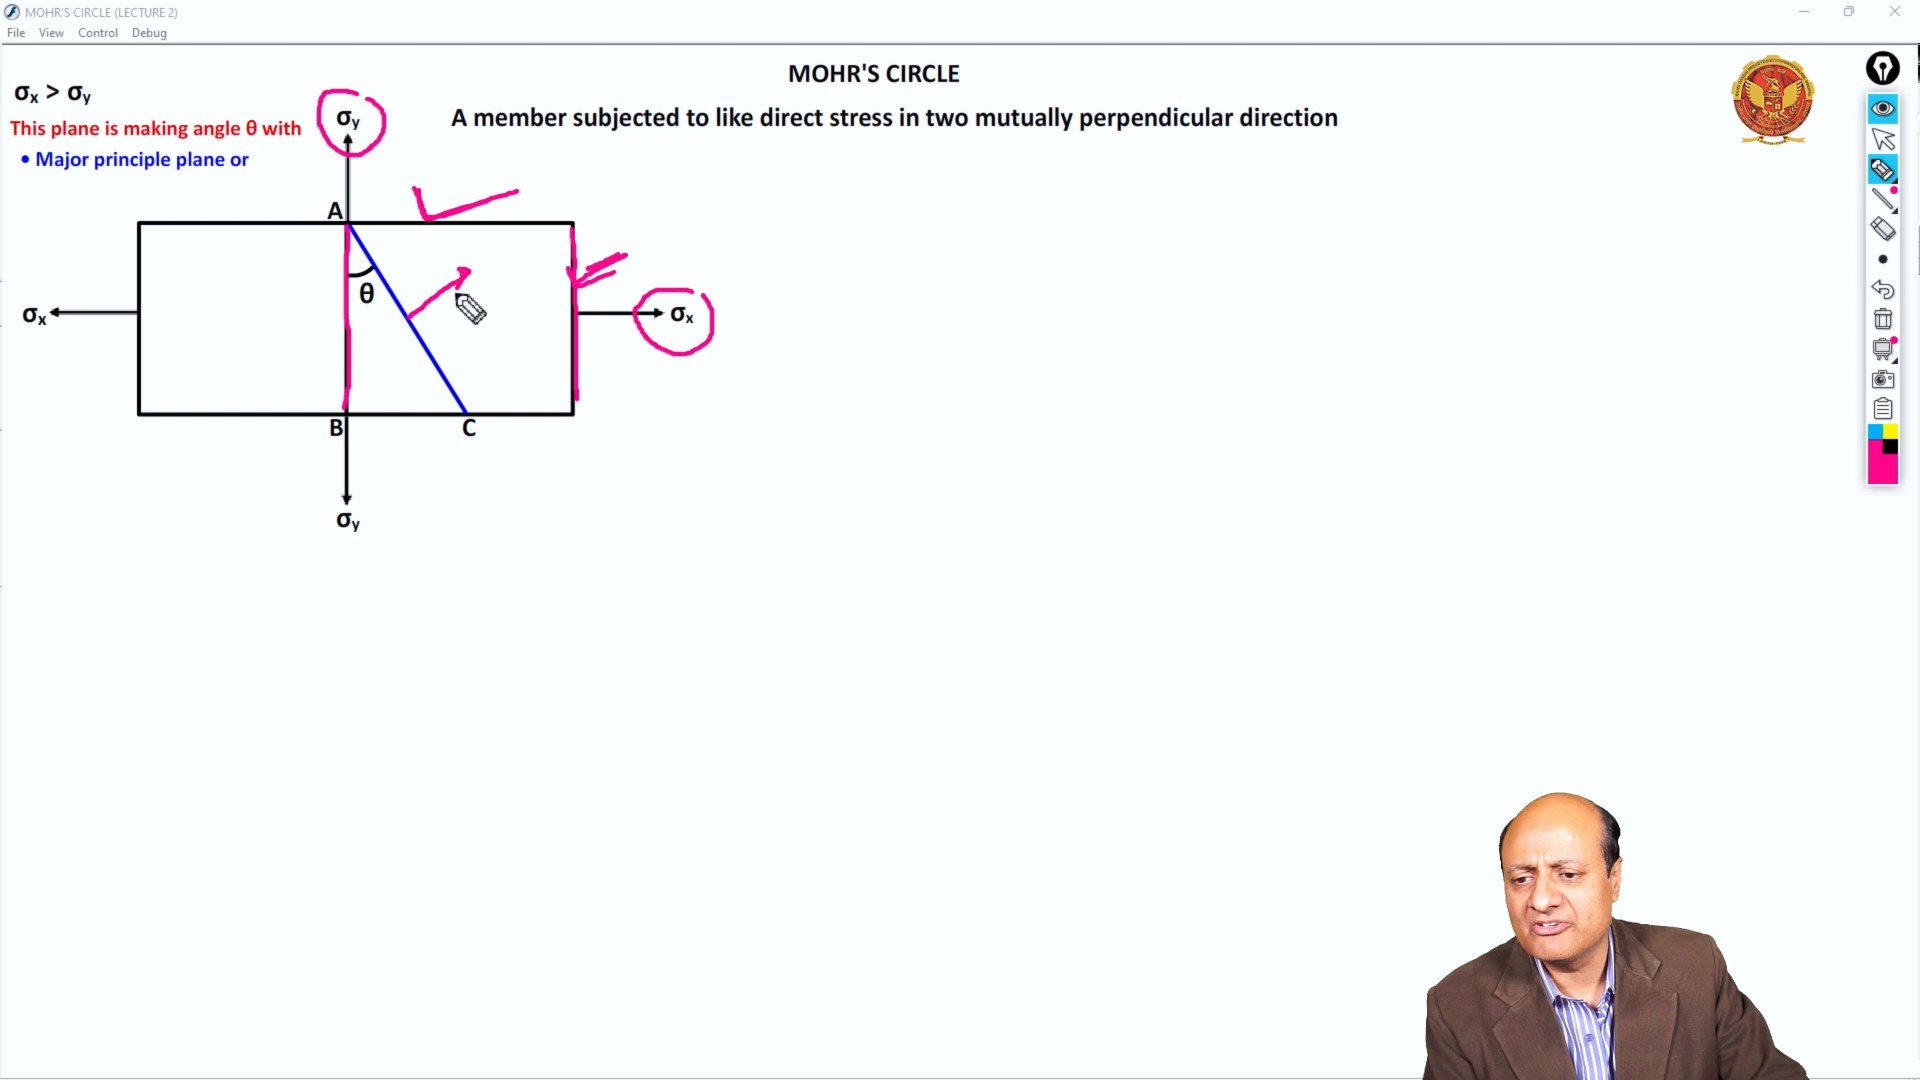 MOHR'S CIRCLE (LECTURE 2)
File View Control Debug
MOHR'S CIRCLE
A member subjected to like direct stress in two mutually perpendicular direction
σx > σy
This plane is making angle θ with
• Major principle plane or
σy
A
θ
σx
σx
B
C
σy